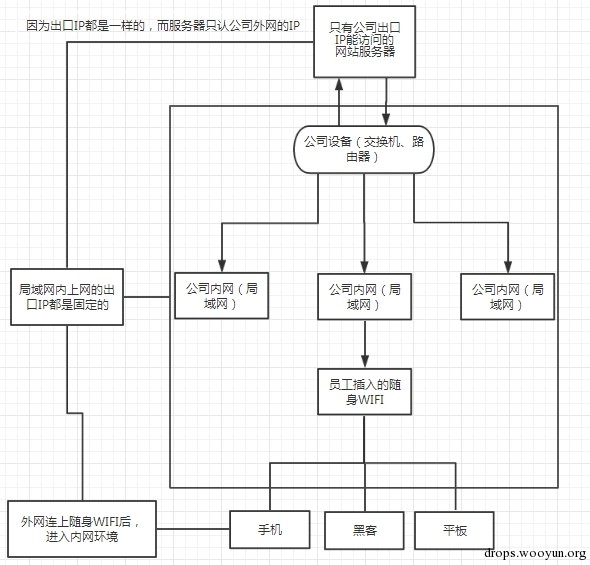 因为出口IP都是一样的，而服务器只认公司外网的IP
只有公司出口
IP能访问的
网站服务器
公司设备（交换机、路
由器）
局域网内上网的出
口IP都是固定的
公司内网（局
域网）
公司内网（局
域网）
公司内网（局
域网）
员工插入的随
身WIFI
外网连上随身WIFI后，
进入内网环境
手机
黑客
平板
drops.wooyun.org